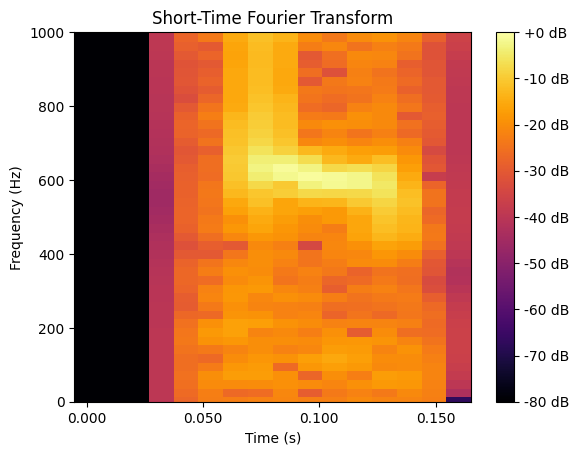 Short-Time Fourier Transform
Frequency (Hz)
1000
800
600
400
200
0
0.000
0.050
0.100
0.150
Time (s)
+0 dB
-10 dB
-20 dB
-30 dB
-40 dB
-50 dB
-60 dB
-70 dB
-80 dB